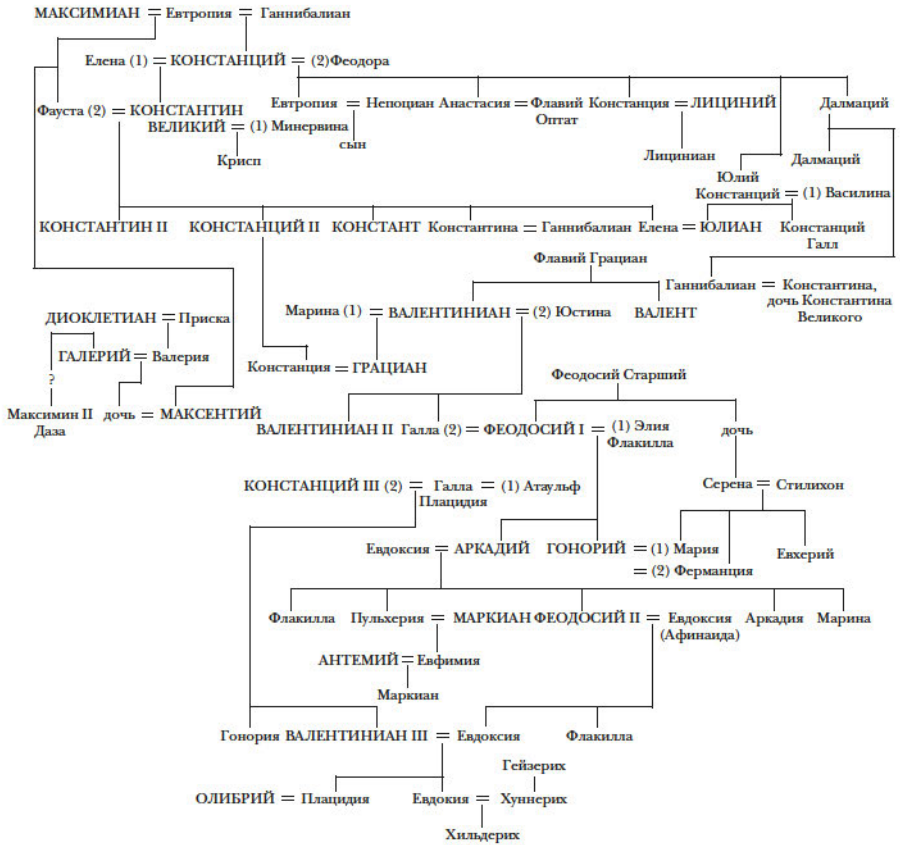 МАКСИМИАН = Евтропия = Ганнибалиан
Елена (1) = КОНСТАНЦИЙ = (2)Феодора
Фауста (2) = КОНСТАНТИН
ВЕЛИКИЙ = (1) Минервина
Крисп
Евтропия = Непоциан
сын
Анастасия = Флавий
Оптат
Констанция = ЛИЦИНИЙ
Лициниан
Далмаций
Далмаций
Юлий
Констанций = (1) Василина
КОНСТАНТИН II
КОНСТАНЦИЙ II
КОНСТАНТ
Константина = Ганнибалиан
Елена = ЮЛИАН
Констанций
Галл
Флавий Грациан
Ганнибалиан = Константина,
дочь Константина
Великого
Марина (1) = ВАЛЕНТИНИАН = (2) Юстина
ВАЛЕНТ
ДИОКЛЕТИАН = Приска
ГАЛЕРИЙ = Валерия
?
Констанция = ГРАЦИАН
Максимин II
Даза
дочь = МАКСЕНТИЙ
Феодосий Старший
ВАЛЕНТИНИАН II
Галла (2) = ФЕОДОСИЙ I = (1) Элия
Флакилла
дочь
КОНСТАНЦИЙ III (2) = Галла = (1) Атаульф
Плацидия
Серена = Стилихон
Евдоксия = АРКАДИЙ
ГОНОРИЙ = (1) Мария
= (2) Ферманция
Евхерий
Флакилла
Пульхерия = МАРКИАН
ФЕОДОСИЙ II = Евдоксия
(Афинаида)
Аркадия
Марина
АНТЕМИЙ = Евфимия
Маркиан
Гонория
ВАЛЕНТИНИАН III = Евдоксия
Флакилла
Гейзерих
ОЛИБРИЙ = Плацидия
Евдокия = Хуннерих
Хильдерих